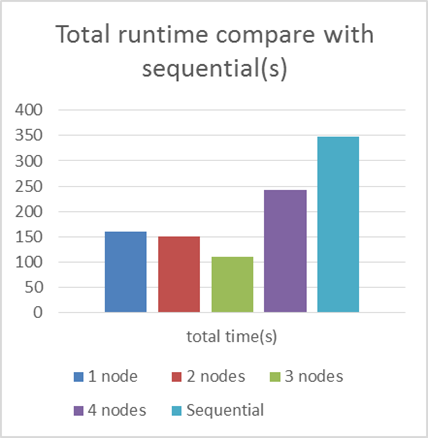 Total runtime compare with
sequential(s)
400
350
300
250
200
150
100
50
0
total time(s)
1 node 2 nodes 3 nodes
4 nodes Sequential